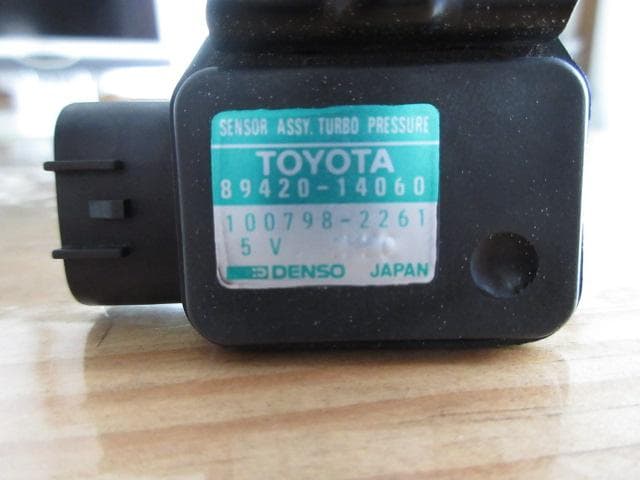 SENSOR ASSY. TURBO PRESSURE
TOYOTA
89420-14060
100798-2261
5 V
DENSO JAPAN